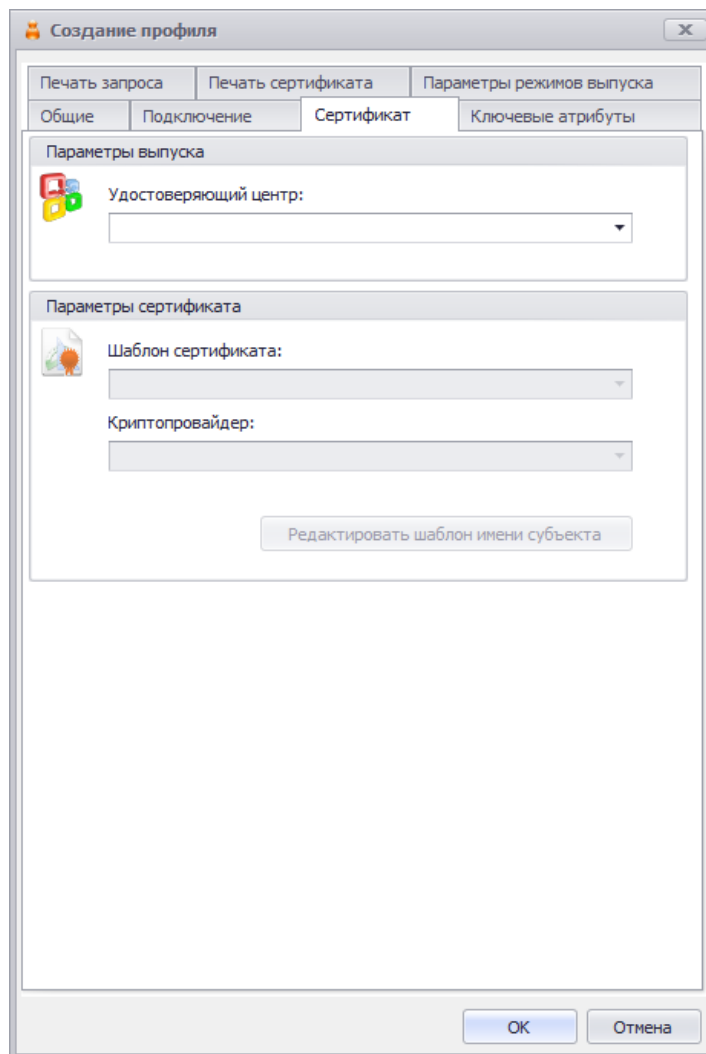 Создание профиля
Печать запроса Печать сертификата Параметры режимов выпуска
Общие Подключение Сертификат Ключевые атрибуты
Параметры выпуска
Удостоверяющий центр:
Параметры сертификата
Шаблон сертификата:
Криптопровайдер:
Редактировать шаблон имени субъекта
OK Отмена